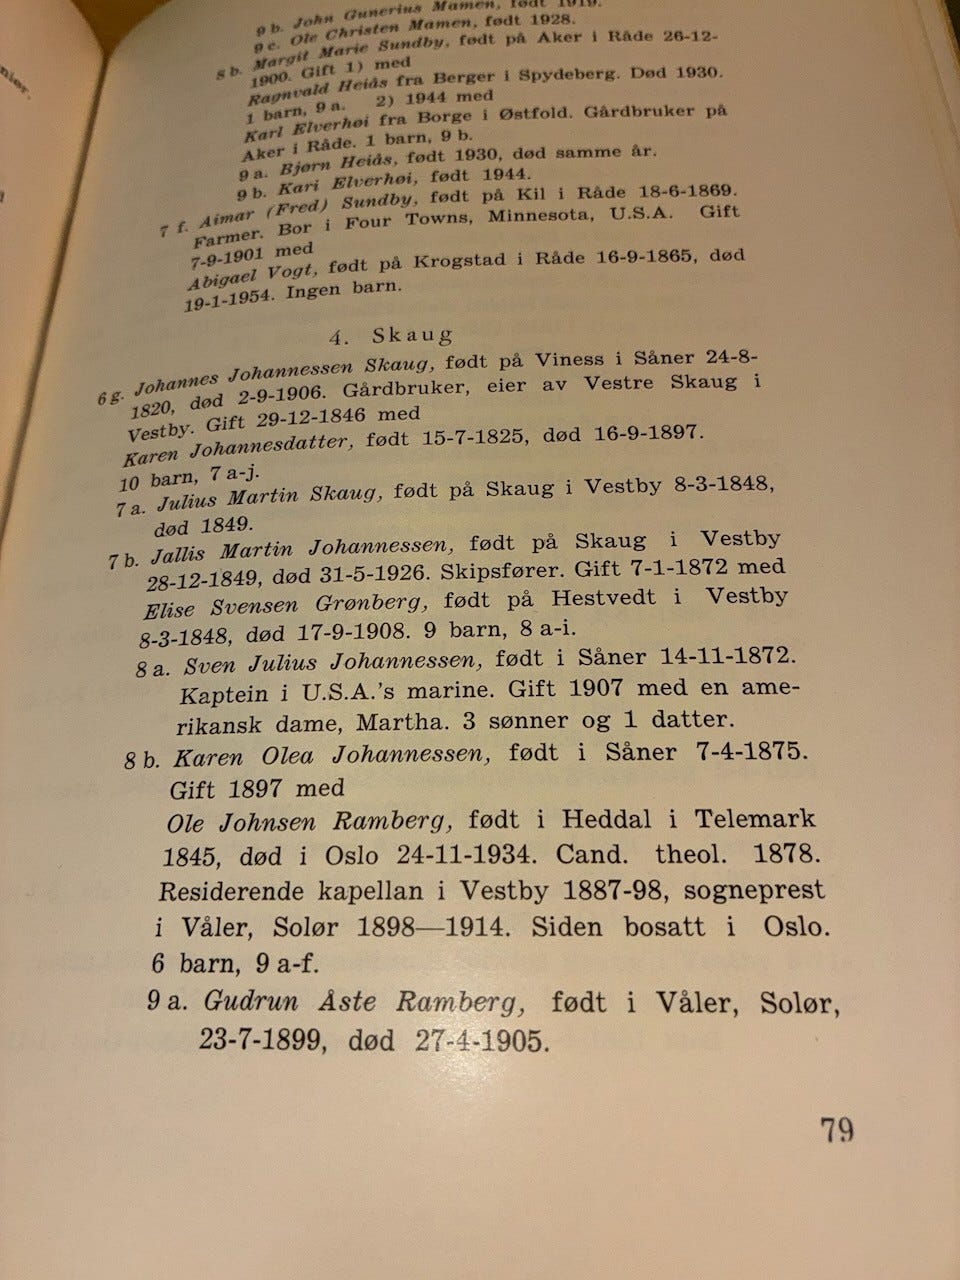 9 b. John Gunerius Mamen, født 1919.
9 c. Ole Christen Mamen, født 1928.
8 b. Margit Marie Sundby, født på Aker i Råde 26-12-
1900. Gift 1) med
Ragnvald Heiås fra Berger i Spydeberg. Død 1930.
1 barn, 9 a. 2) 1944 med
Karl Elverhøi fra Borge i Østfold. Gårdbruker på
Aker i Råde. 1 barn, 9 b.
9 a. Bjørn Heiås, født 1930, død samme år.
9 b. Kari Elverhøi, født 1944.
7 f. Aimar (Fred) Sundby, født på Kil i Råde 18-6-1869.
Farmer. Bor i Four Towns, Minnesota, U.S.A. Gift
7-9-1901 med
Abigael Vogt, født på Krogstad i Råde 16-9-1865, død
19-1-1954. Ingen barn.
4. Skaug
6 g. Johannes Johannessen Skaug, født på Viness i Såner 24-8-
1820, død 2-9-1906. Gårdbruker, eier av Vestre Skaug i
Vestby. Gift 29-12-1846 med
Karen Johannesdatter, født 15-7-1825, død 16-9-1897.
10 barn, 7 a-j.
7 a. Julius Martin Skaug, født på Skaug i Vestby 8-3-1848,
død 1849.
7 b. Jallis Martin Johannessen, født på Skaug i Vestby
28-12-1849, død 31-5-1926. Skipsfører. Gift 7-1-1872 med
Elise Svensen Grønberg, født på Hestvedt i Vestby
8-3-1848, død 17-9-1908. 9 barn, 8 a-i.
8 a. Sven Julius Johannessen, født i Såner 14-11-1872.
Kaptein i U.S.A.'s marine. Gift 1907 med en ame-
rikansk dame, Martha. 3 sønner og 1 datter.
8 b. Karen Olea Johannessen, født i Såner 7-4-1875.
Gift 1897 med
Ole Johnsen Ramberg, født i Heddal i Telemark
1845, død i Oslo 24-11-1934. Cand. theol. 1878.
Residerende kapellan i Vestby 1887-98, sogneprest
i Våler, Solør 1898—1914. Siden bosatt i Oslo.
6 barn, 9 a-f.
9 a. Gudrun Åste Ramberg, født i Våler, Solør,
23-7-1899, død 27-4-1905.
79